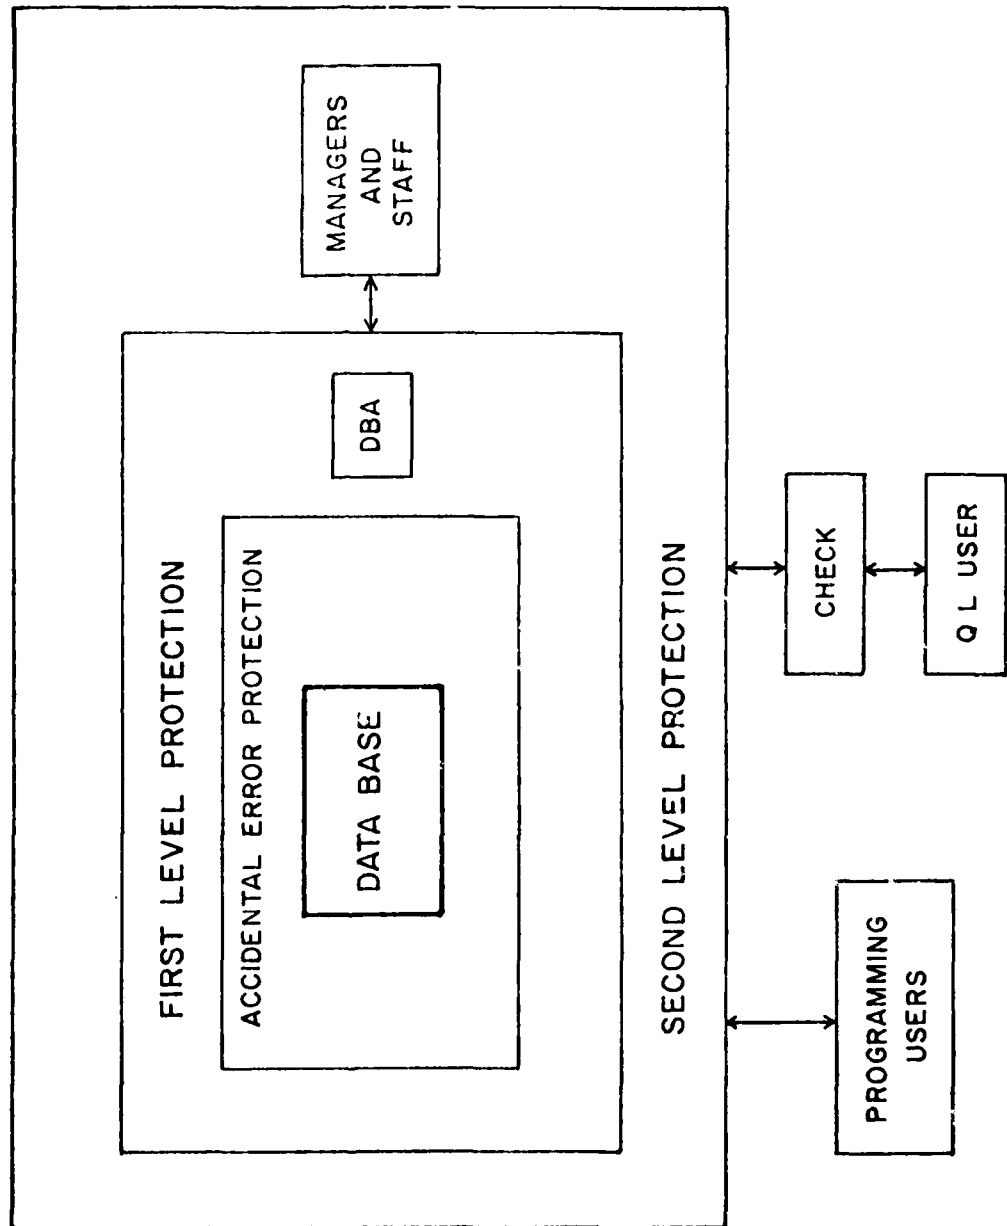 FIRST LEVEL PROTECTION
ACCIDENTAL ERROR PROTECTION
DATA BASE
DBA
MANAGERS
AND
STAFF
SECOND LEVEL PROTECTION
PROGRAMMING
USERS
CHECK
Q L USER